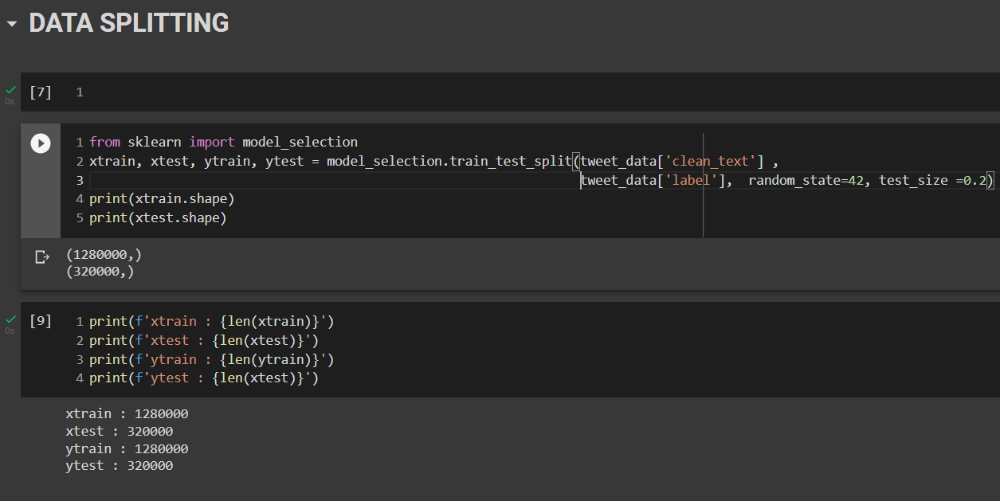 DATA SPLITTING
0s
[7]
1
1 from sklearn import model_selection
2 xtrain, xtest, ytrain, ytest = model_selection.train_test_split(tweet_data['clean_text'] ,
3 tweet_data['label'],  random_state=42, test_size =0.2)
4 print(xtrain.shape)
5 print(xtest.shape)
(1280000,)
(320000,)
0s
[9]
1 print(f'xtrain : {len(xtrain)}')
2 print(f'xtest : {len(xtest)}')
3 print(f'ytrain : {len(ytrain)}')
4 print(f'ytest : {len(xtest)}')
xtrain : 1280000
xtest : 320000
ytrain : 1280000
ytest : 320000